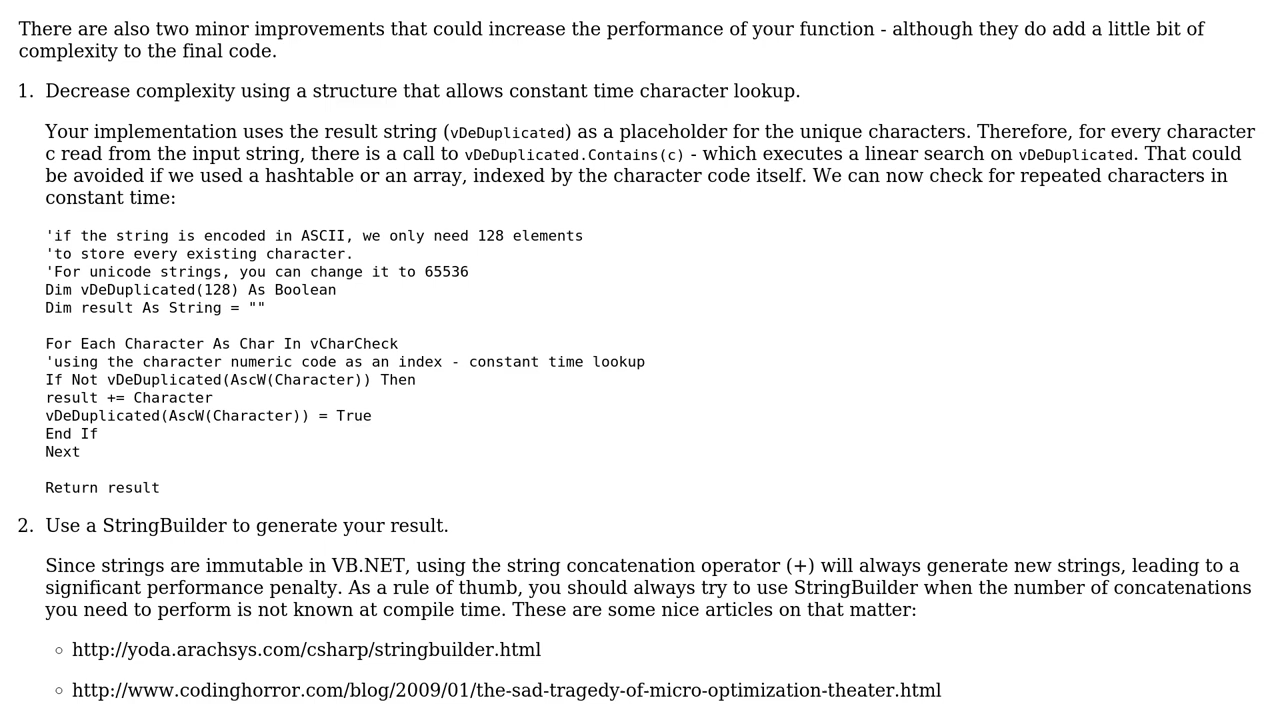 There are also two minor improvements that could increase the performance of your function - although they do add a little bit of
complexity to the final code.
1. Decrease complexity using a structure that allows constant time character lookup.
Your implementation uses the result string (vDeDuplicated) as a placeholder for the unique characters. Therefore, for every character
c read from the input string, there is a call to vDeDuplicated.Contains(c) - which executes a linear search on vDeDuplicated. That could
be avoided if we used a hashtable or an array, indexed by the character code itself. We can now check for repeated characters in
constant time:
'if the string is encoded in ASCII, we only need 128 elements
'to store every existing character.
'For unicode strings, you can change it to 65536
Dim vDeDuplicated(128) As Boolean
Dim result As String = ""
For Each Character As Char In vCharCheck
'using the character numeric code as an index - constant time lookup
If Not vDeDuplicated(AscW(Character)) Then
result += Character
vDeDuplicated(AscW(Character)) = True
End If
Next
Return result
2. Use a StringBuilder to generate your result.
Since strings are immutable in VB.NET, using the string concatenation operator (+) will always generate new strings, leading to a
significant performance penalty. As a rule of thumb, you should always try to use StringBuilder when the number of concatenations
you need to perform is not known at compile time. These are some nice articles on that matter:
◦ http://yoda.arachsys.com/csharp/stringbuilder.html
◦ http://www.codinghorror.com/blog/2009/01/the-sad-tragedy-of-micro-optimization-theater.html